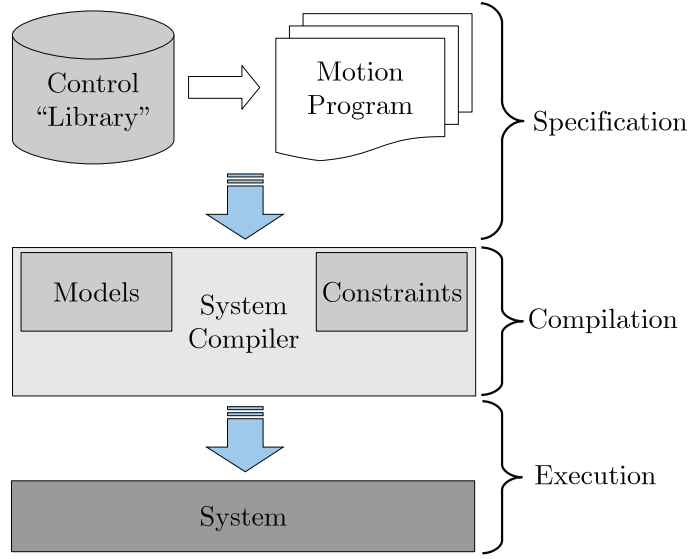 Control
“Library”
Motion
Program
Specification
Models
System
Compiler
Constraints
Compilation
System
Execution